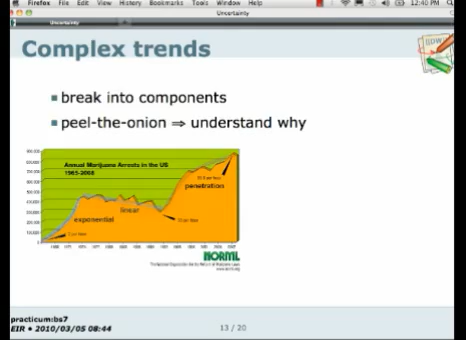 Firefox File Edit View History Bookmarks Tools Window Help 12:40 PM
Uncertainty
Uncertainty
Complex trends
break into components
peel-the-onion ⇒ understand why
Annual Marijuana Arrests in the US
1965-2008
penetration
linear
exponential
NORML
practicum:bs7
EIR • 2010/03/05 08:44
13 / 20